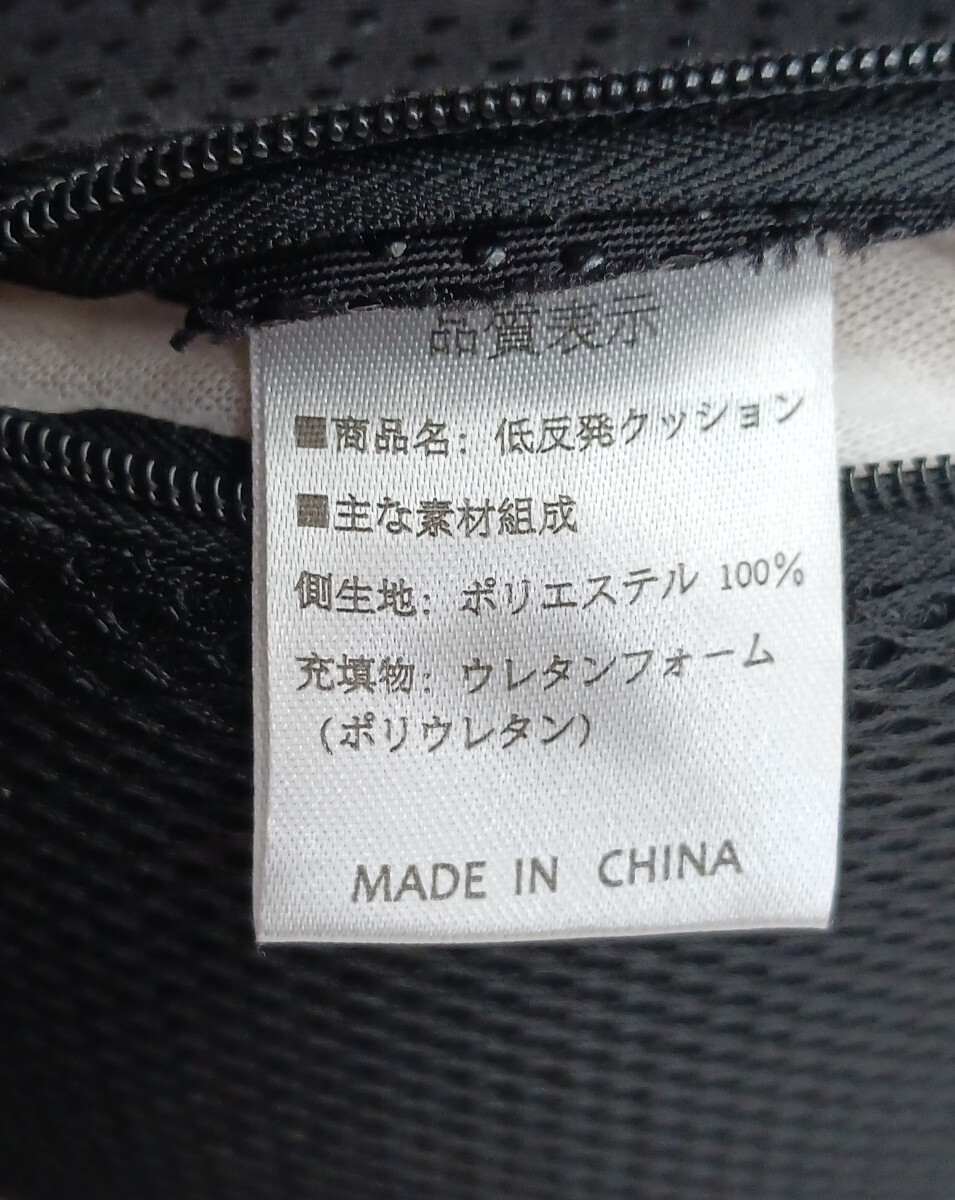 品質表示
■商品名: 低反発クッション
■主な素材組成
側生地: ポリエステル 100%
充填物: ウレタンフォーム
(ポリウレタン)
MADE IN CHINA